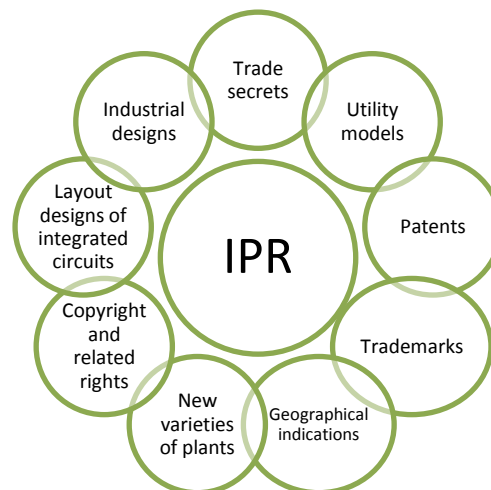 Trade
secrets
Utility
models
Patents
Trademarks
Geographical
indications
New
varieties
of plants
Copyright
and
related
rights
Layout
designs of
integrated
circuits
Industrial
designs
IPR